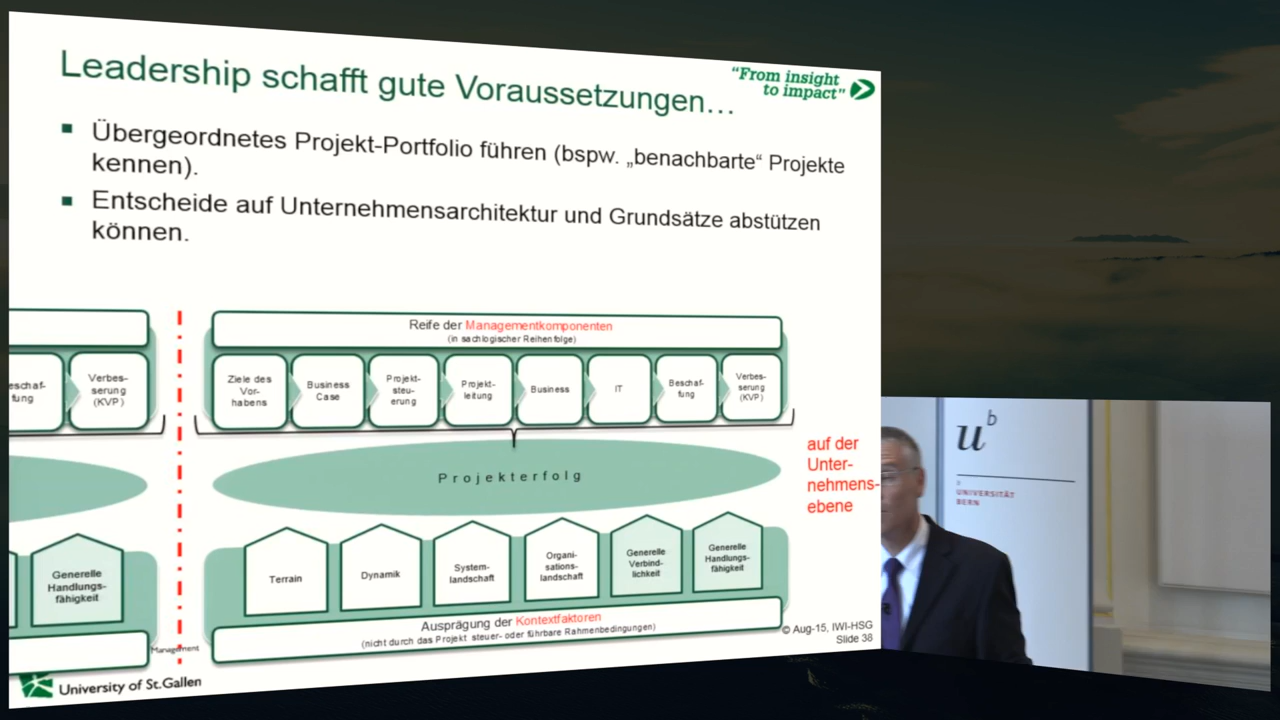 Leadership schafft gute Voraussetzungen…
"From insight
to impact"
Übergeordnetes Projekt-Portfolio führen (bspw. „benachbarte“ Projekte
kennen).
Entscheide auf Unternehmensarchitektur und Grundsätze abstützen
können.
eschaf-
fung
Verbes-
serung
(KVP)
Reife der Managementkomponenten
(in sachlogischer Reihenfolge)
Ziele des
Vor-
habens
Business
Case
Projekt-
steu-
erung
Projekt-
leitung
Business
IT
Beschaf-
fung
Verbes-
serung
(KVP)
Projekterfolg
auf der
Unter-
nehmens-
ebene
Generelle
Handlungs-
fähigkeit
Terrain
Dynamik
System-
landschaft
Organi-
sations-
landschaft
Generelle
Verbind-
lichkeit
Generelle
Handlungs-
fähigkeit
Ausprägung der Kontextfaktoren
(nicht durch das Projekt steuer- oder führbare Rahmenbedingungen)
Management
© Aug-15, IWI-HSG
Slide 38
University of St.Gallen
u b
b
UNIVERSITÄT
BERN